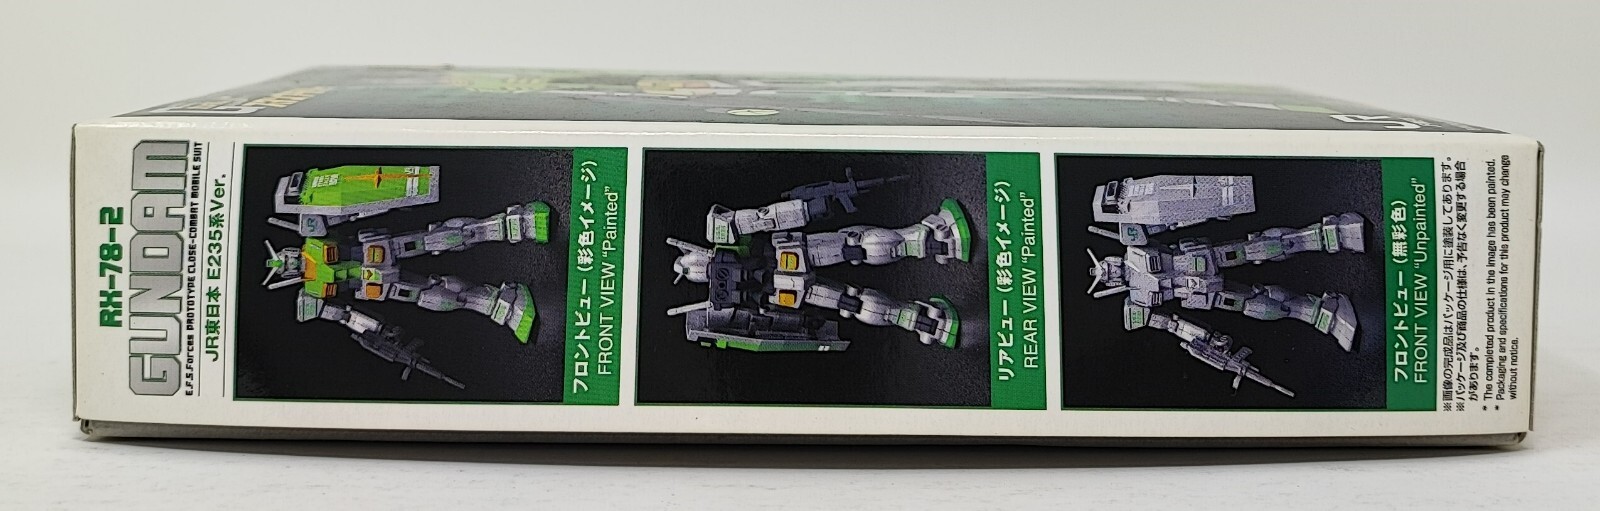 RX-78-2
GUNDAM
E.F.S.Forces PROTOTYPE CLOSE-COMBAT MOBILE SUIT
JR東日本 E235系Ver.
フロントビュー（彩色イメージ）
FRONT VIEW "Painted"
リアビュー（彩色イメージ）
REAR VIEW "Painted"
フロントビュー（無彩色）
FRONT VIEW "Unpainted"
※画像の完成品はパッケージ用に塗装してあります。
※パッケージ及び商品の仕様は、予告なく変更する場合
があります。
* The completed product in the image has been painted.
* Packaging and specifications for this product may change
without notice.
JR